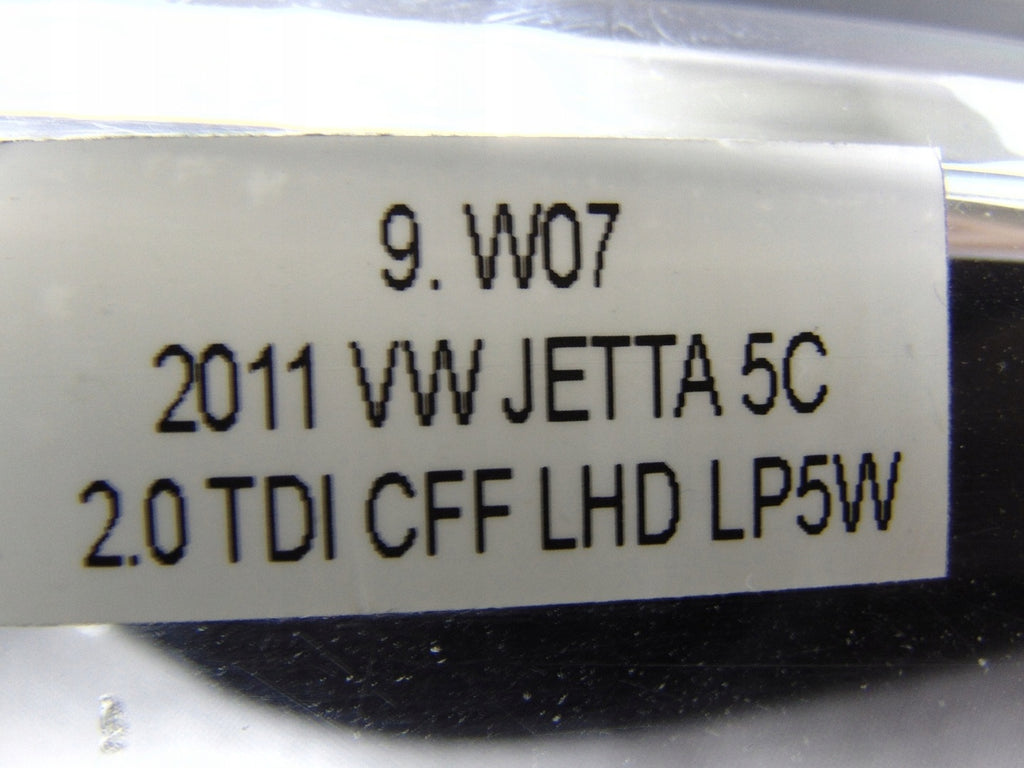 9. W07
2011 VW JETTA 5C
2.0 TDI CFF LHD LP5W